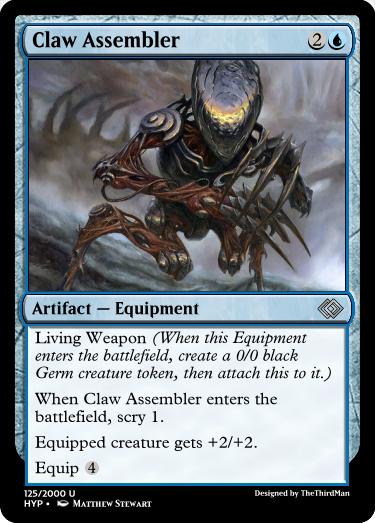 Claw Assembler 2
Artifact — Equipment
Living Weapon (When this Equipment
enters the battlefield, create a 0/0 black
Germ creature token, then attach this to it.)
When Claw Assembler enters the
battlefield, scry 1.
Equipped creature gets +2/+2.
Equip 4
125/2000 U
HYP • Matthew Stewart
Designed by TheThirdMan